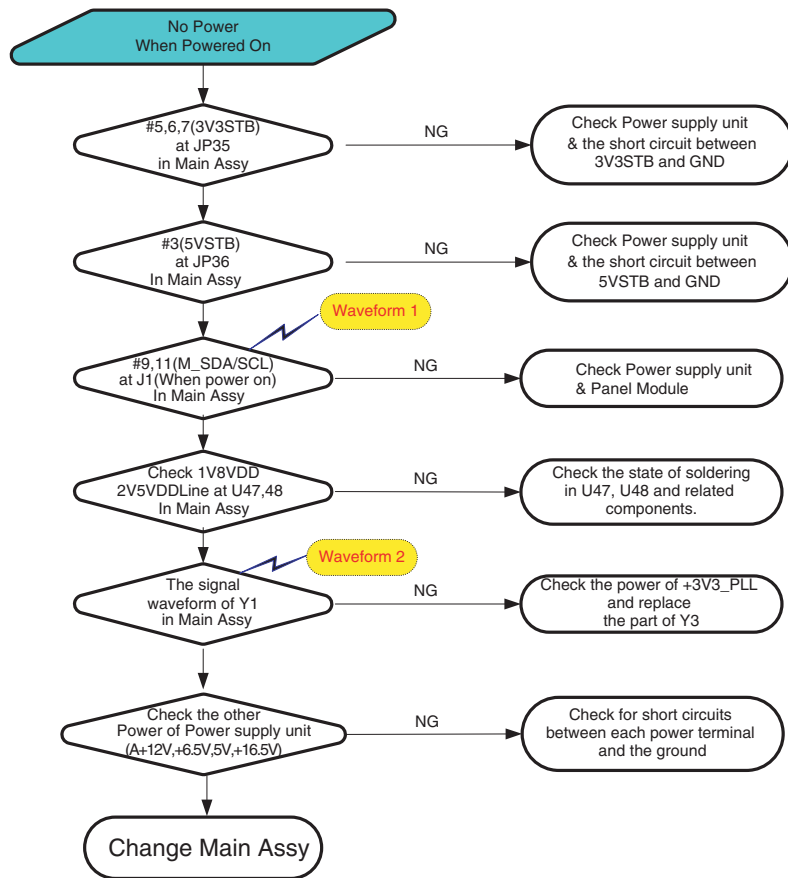 No Power
When Powered On
#5,6,7(3V3STB)
at JP35
in Main Assy
NG
Check Power supply unit
& the short circuit between
3V3STB and GND
#3(5VSTB)
at JP36
In Main Assy
NG
Check Power supply unit
& the short circuit between
5VSTB and GND
Waveform 1
#9,11(M_SDA/SCL)
at J1(When power on)
In Main Assy
NG
Check Power supply unit
& Panel Module
Check 1V8VDD
2V5VDDLine at U47,48
In Main Assy
NG
Check the state of soldering
in U47, U48 and related
components.
Waveform 2
The signal
waveform of Y1
in Main Assy
NG
Check the power of +3V3_PLL
and replace
the part of Y3
Check the other
Power of Power supply unit
(A+12V,+6.5V,5V,+16.5V)
NG
Check for short circuits
between each power terminal
and the ground
Change Main Assy